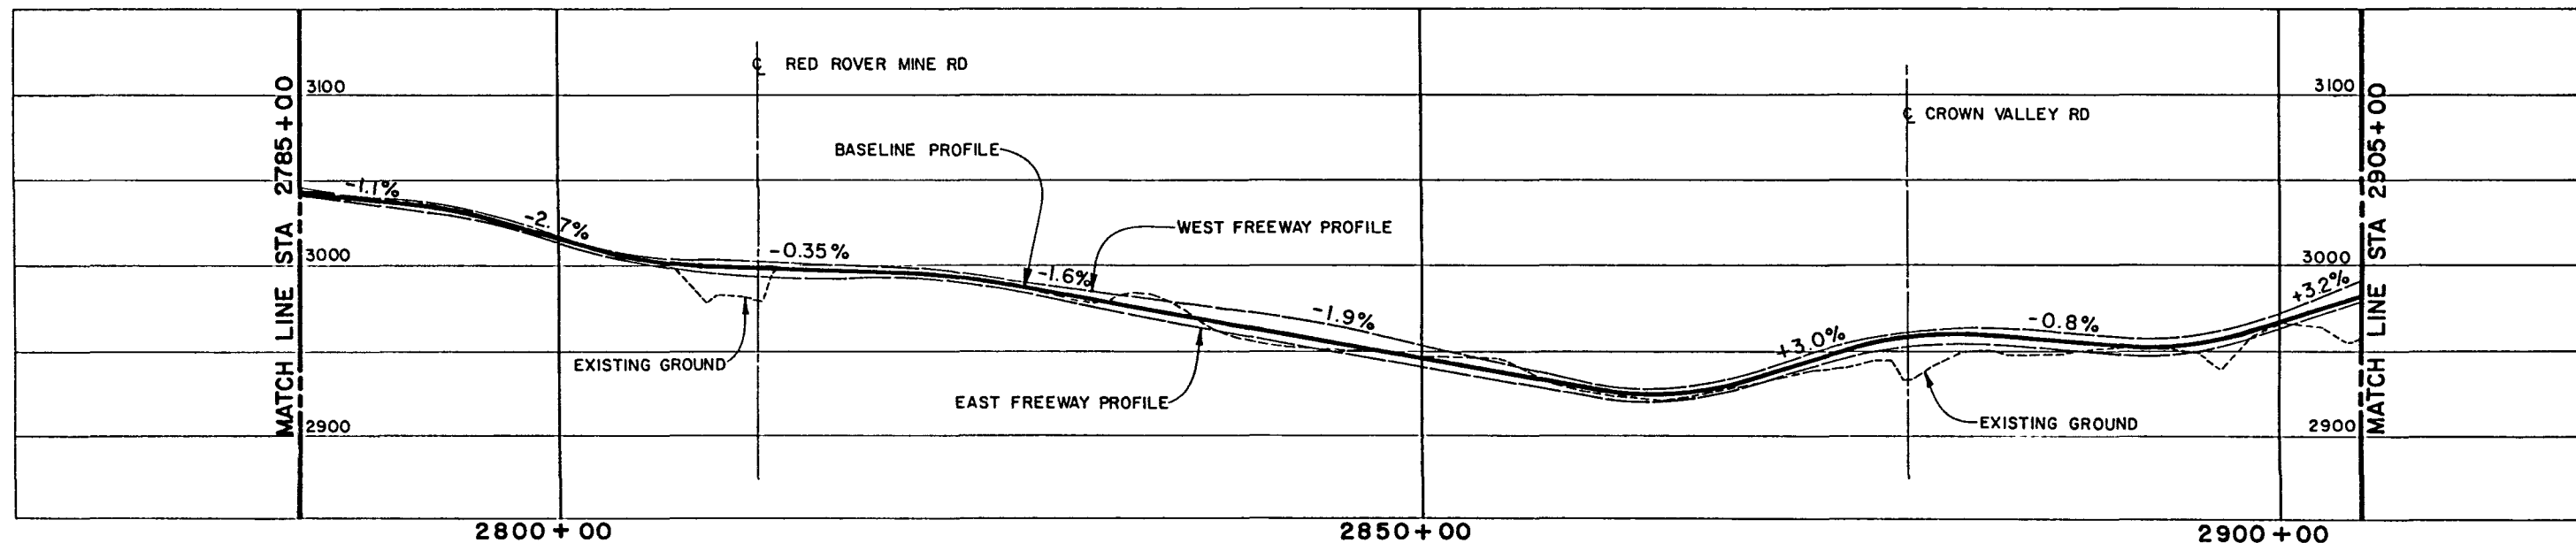 ℄ RED ROVER MINE RD
3100
3100
℄ CROWN VALLEY RD
MATCH LINE STA 2785+00
MATCH LINE STA 2905+00
BASELINE PROFILE
-1.1%
-2.7%
WEST FREEWAY PROFILE
-0.35%
3000
3000
-1.6%
+3.2%
-1.9%
-0.8%
+3.0%
EXISTING GROUND
EAST FREEWAY PROFILE
EXISTING GROUND
2900
2900
2800+00
2850+00
2900+00